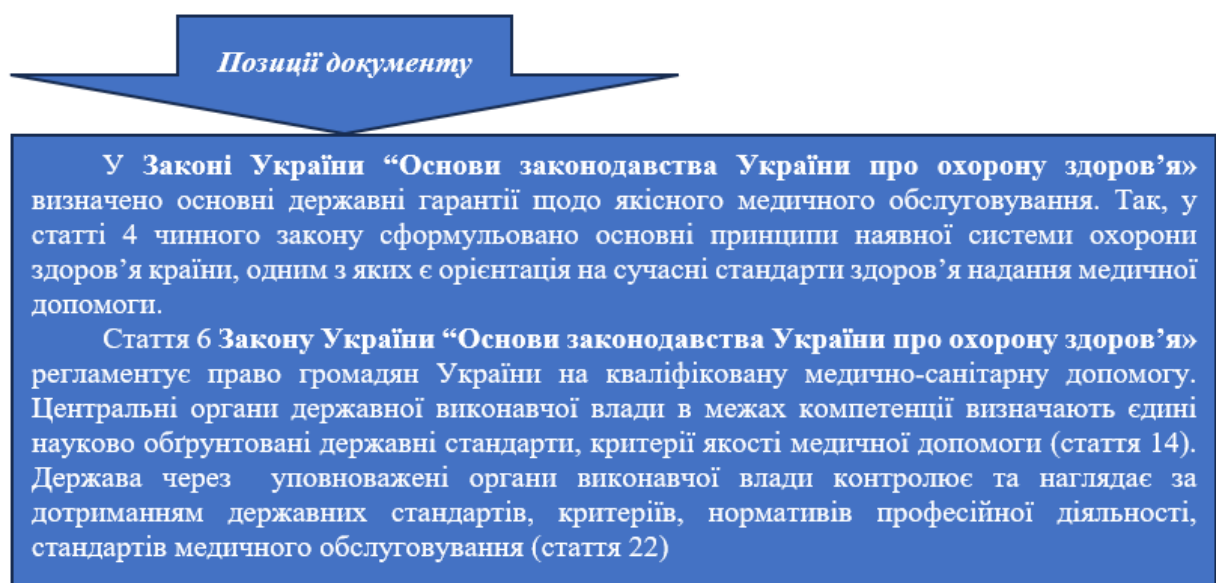 Позиції документу
У Законі України “Основи законодавства України про охорону здоров’я»
визначено основні державні гарантії щодо якісного медичного обслуговування. Так, у
статті 4 чинного закону сформульовано основні принципи наявної системи охорони
здоров’я країни, одним з яких є орієнтація на сучасні стандарти здоров’я надання медичної
допомоги.
Стаття 6 Закону України “Основи законодавства України про охорону здоров’я»
регламентує право громадян України на кваліфіковану медично-санітарну допомогу.
Центральні органи державної виконавчої влади в межах компетенції визначають єдині
науково обґрунтовані державні стандарти, критерії якості медичної допомоги (стаття 14).
Держава через уповноважені органи виконавчої влади контролює та наглядає за
дотриманням державних стандартів, критеріїв, нормативів професійної діяльності,
стандартів медичного обслуговування (стаття 22)